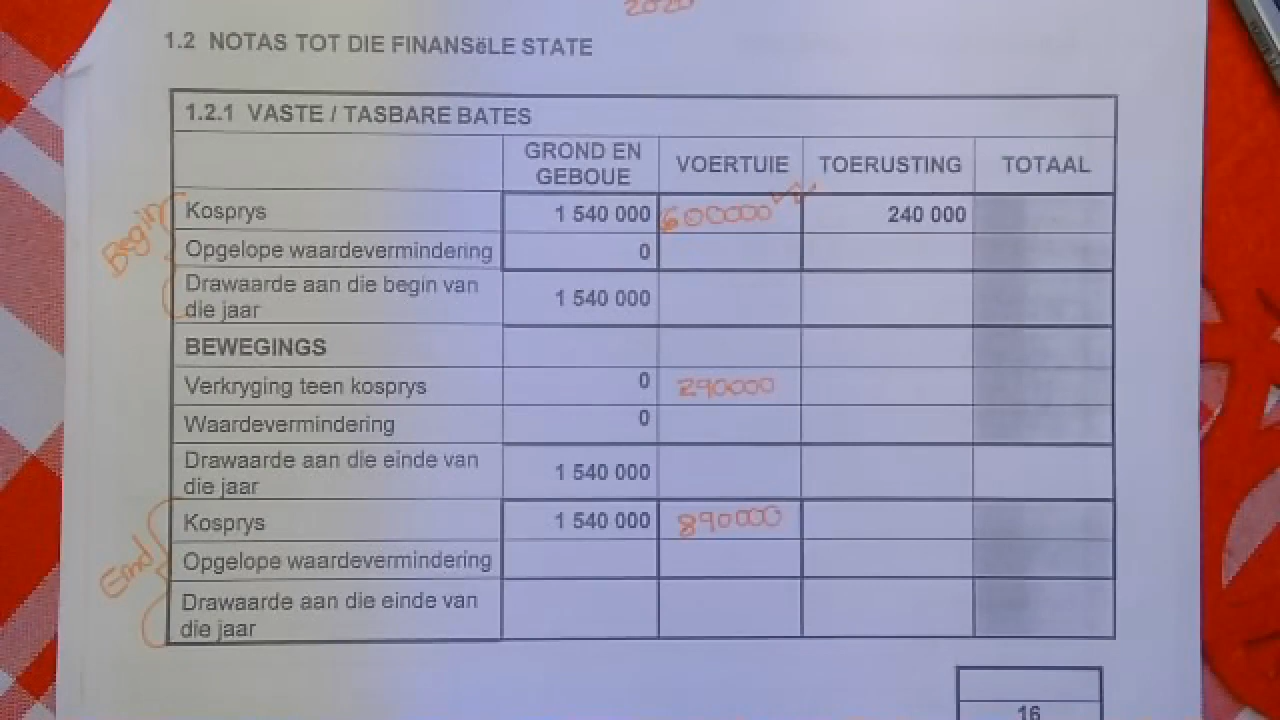 2020
1.2 NOTAS TOT DIE FINANSëLE STATE
1.2.1 VASTE / TASBARE BATES
GROND EN GEBOUE VOERTUIE TOERUSTING TOTAAL
Begin
Kosprys 1 540 000 600000 240 000
Opgelope waardevermindering 0
Drawaarde aan die begin van die jaar 1 540 000
BEWEGINGS
Verkryging teen kosprys 0 290000
Waardevermindering 0
Drawaarde aan die einde van die jaar 1 540 000
Eind
Kosprys 1 540 000 890000
Opgelope waardevermindering
Drawaarde aan die einde van die jaar
16